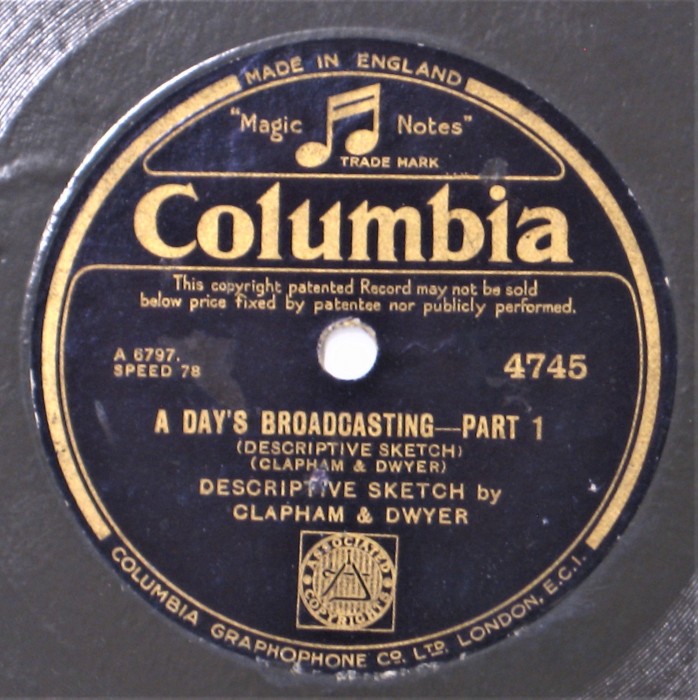 MADE IN ENGLAND
"Magic Notes"
TRADE MARK
Columbia
This copyright patented Record may not be sold
below price fixed by patentee nor publicly performed.
A 6797.
SPEED 78
4745
A DAY'S BROADCASTING—PART 1
(DESCRIPTIVE SKETCH)
(CLAPHAM & DWYER)
DESCRIPTIVE SKETCH by
CLAPHAM & DWYER
ASSOCIATED
COPYRIGHTS
COLUMBIA GRAPHOPHONE CO. LTD. LONDON, E.C.1.